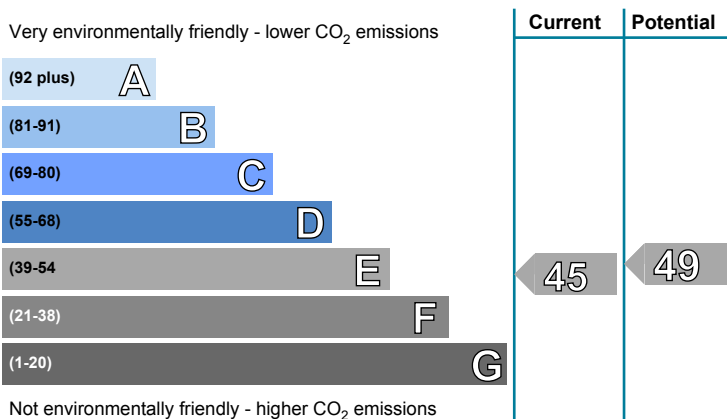 Very environmentally friendly - lower CO₂ emissions
Current Potential
(92 plus) A
(81-91) B
(69-80) C
(55-68) D
(39-54 E
45 49
(21-38) F
(1-20) G
Not environmentally friendly - higher CO₂ emissions